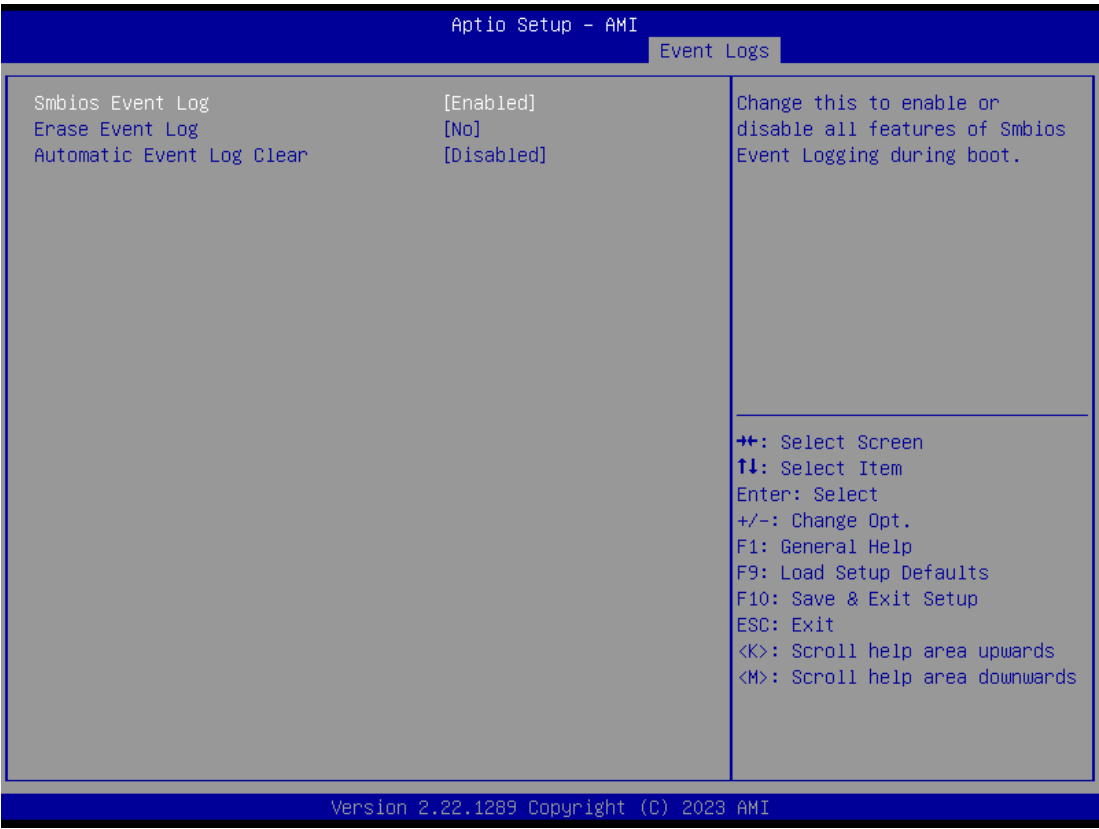 Aptio Setup – AMI
Event Logs
Smbios Event Log [Enabled]
Erase Event Log [No]
Automatic Event Log Clear [Disabled]
Change this to enable or
disable all features of Smbios
Event Logging during boot.
→←: Select Screen
↑↓: Select Item
Enter: Select
+/-: Change Opt.
F1: General Help
F9: Load Setup Defaults
F10: Save & Exit Setup
ESC: Exit
<K>: Scroll help area upwards
<M>: Scroll help area downwards
Version 2.22.1289 Copyright (C) 2023 AMI